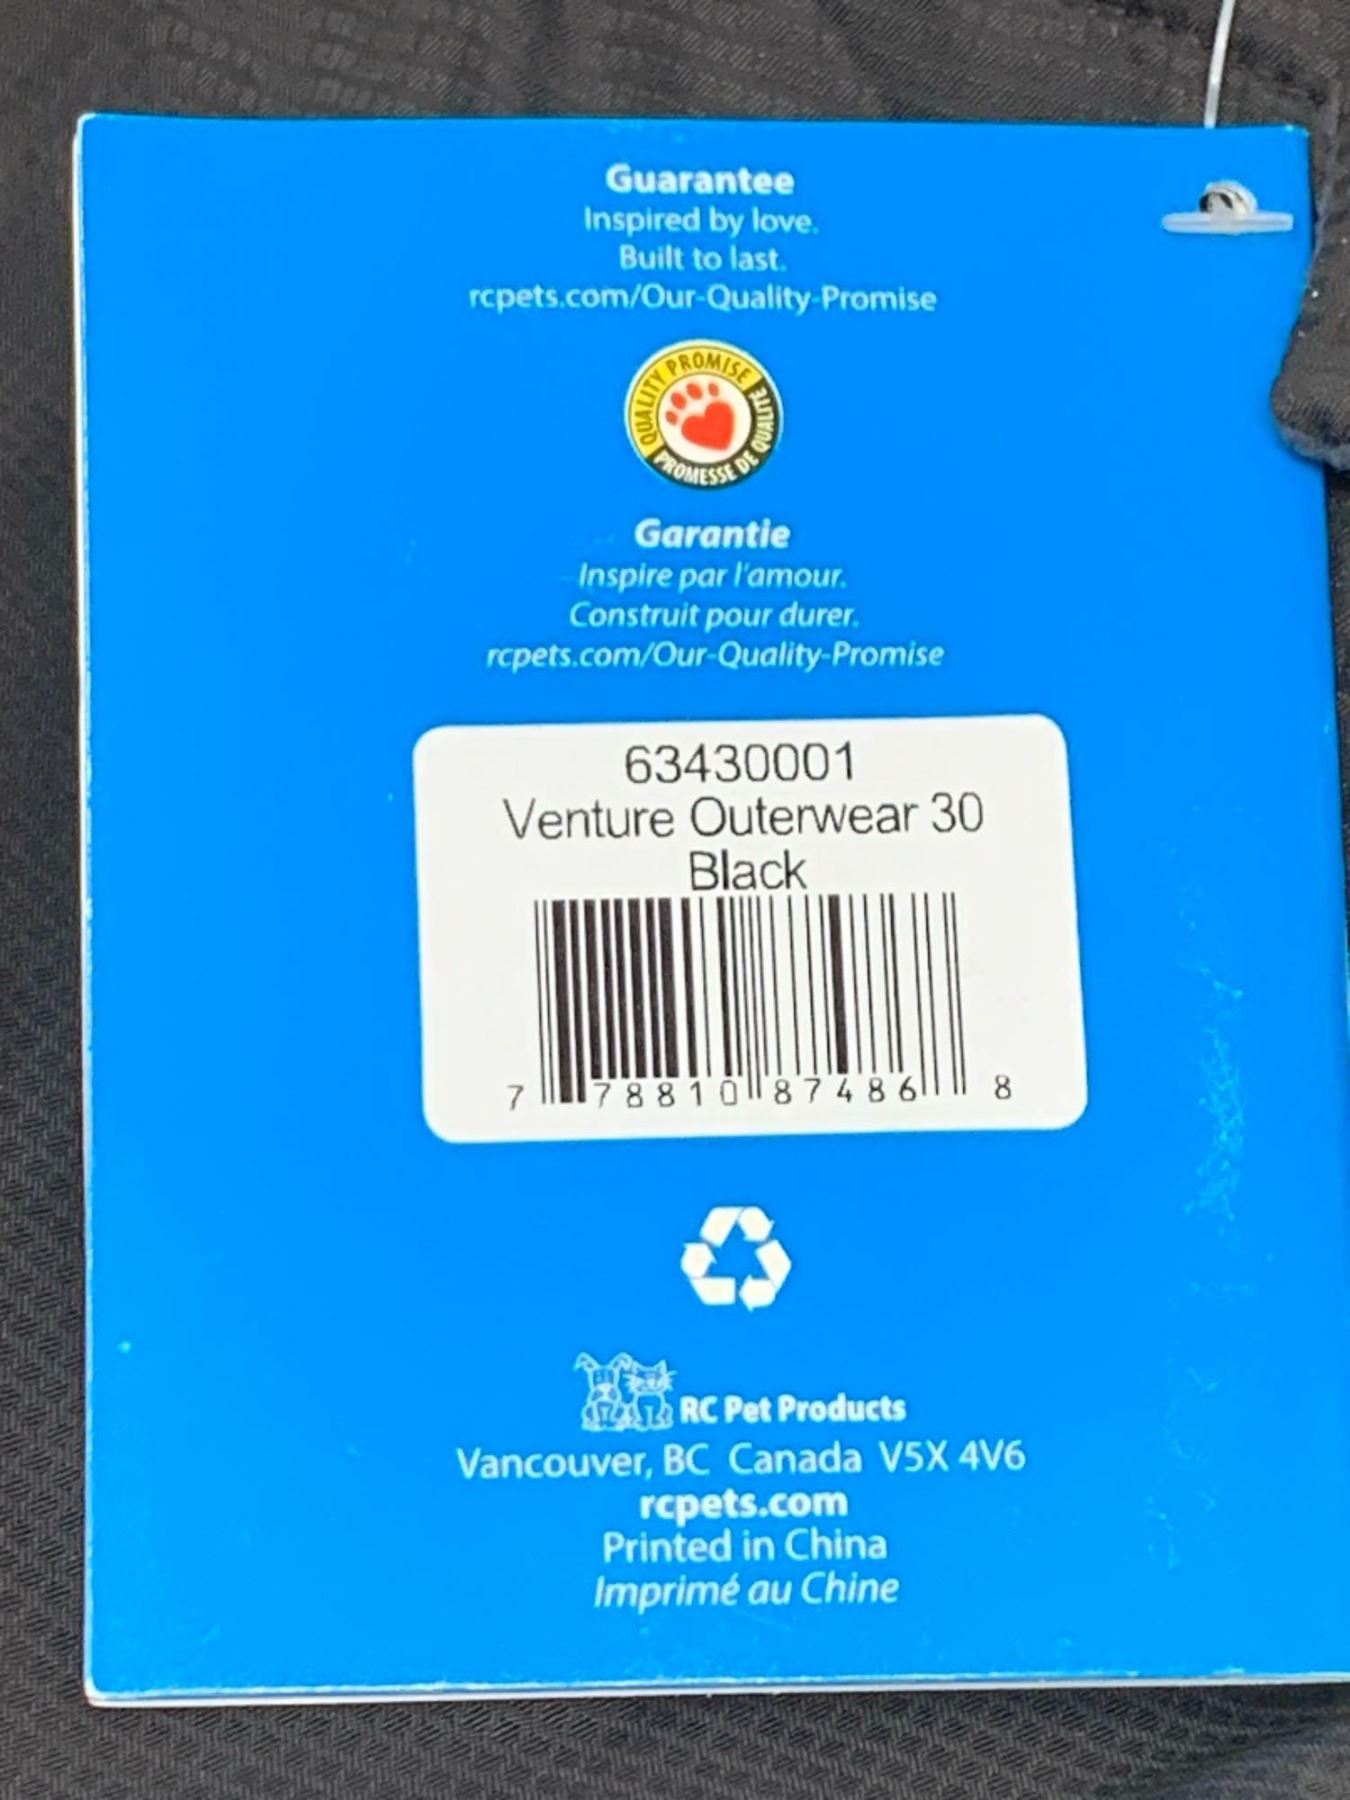 Guarantee
Inspired by love.
Built to last.
rcpets.com/Our-Quality-Promise
QUALITY PROMISE
PROMESSE DE QUALITE
Garantie
Inspire par l'amour.
Construit pour durer.
rcpets.com/Our-Quality-Promise
63430001
Venture Outerwear 30
Black
7 78810 87486 8
RC Pet Products
Vancouver, BC Canada V5X 4V6
rcpets.com
Printed in China
Imprimé au Chine